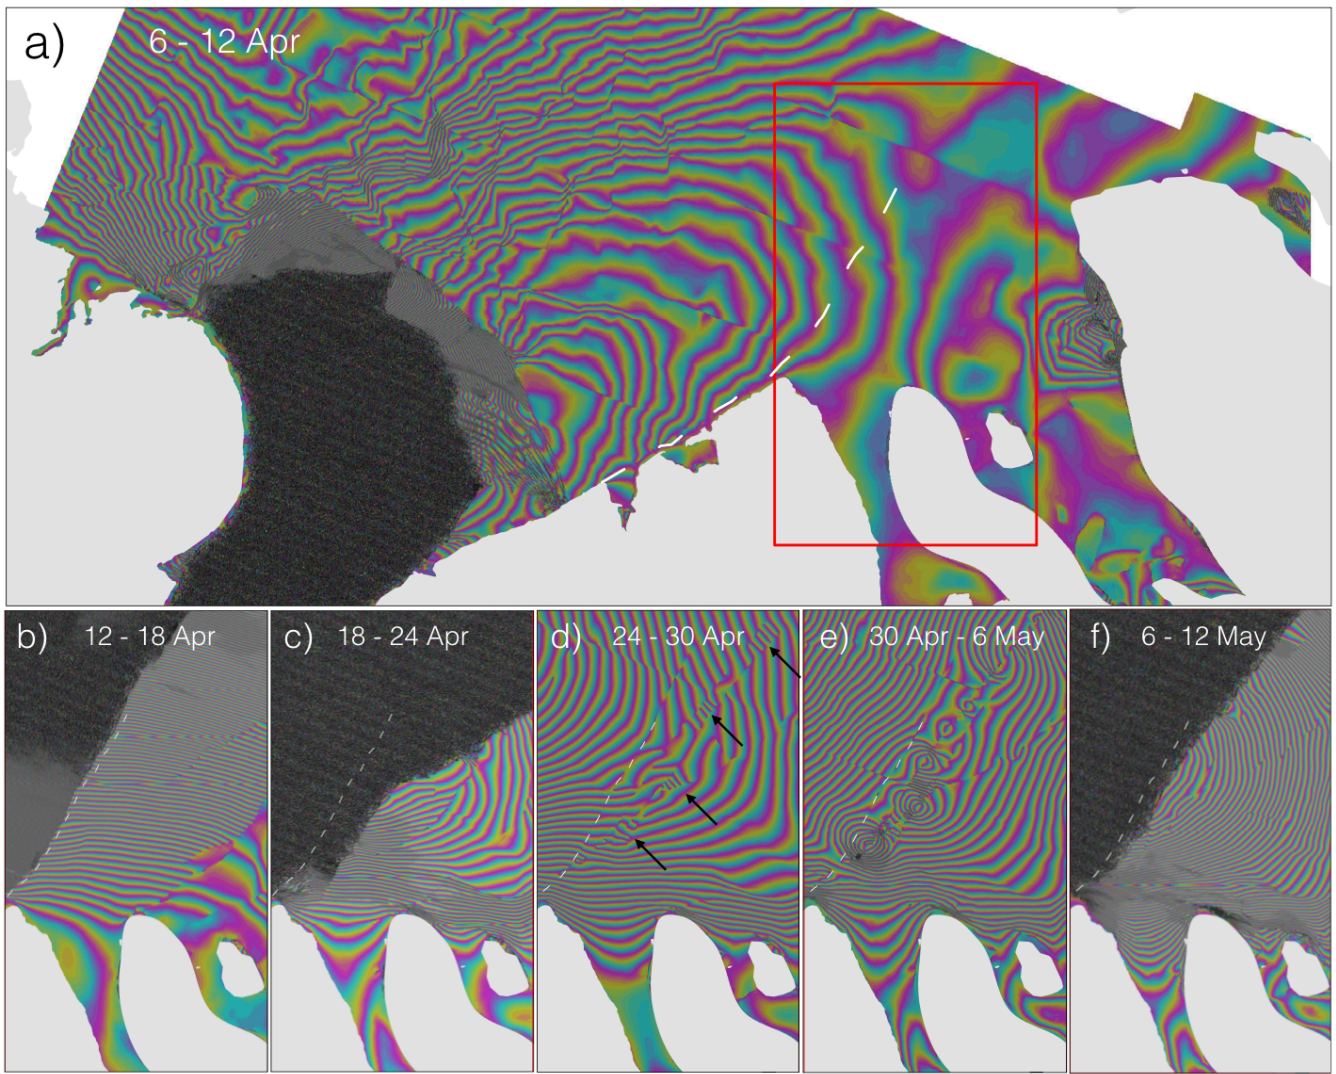 a) 6 - 12 Apr
b) 12 - 18 Apr
c) 18 - 24 Apr
d) 24 - 30 Apr
e) 30 Apr - 6 May
f) 6 - 12 May